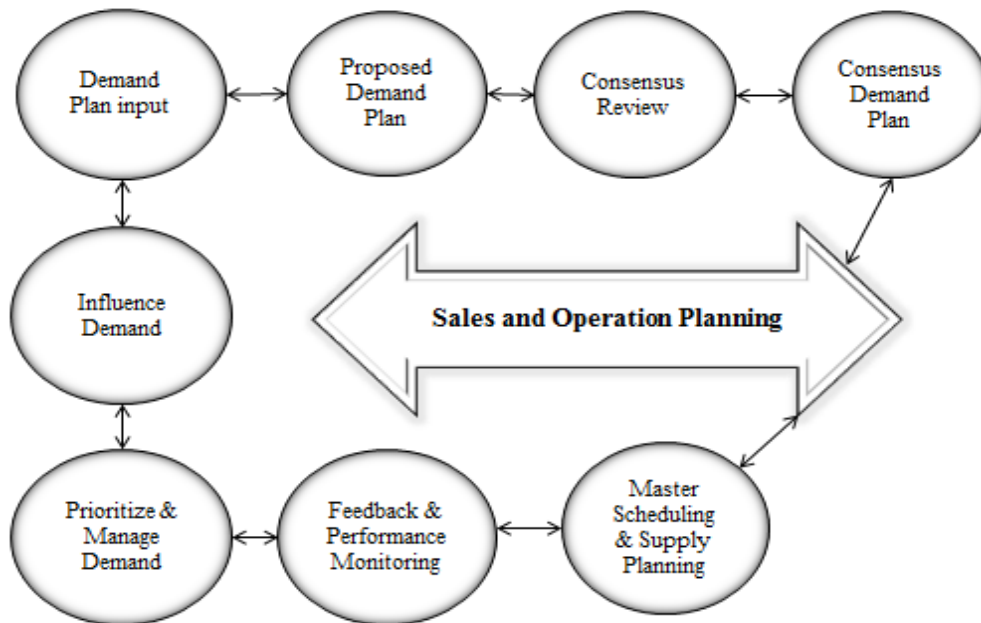 Demand
Plan input
Proposed
Demand
Plan
Consensus
Review
Consensus
Demand
Plan
Influence
Demand
Sales and Operation Planning
Prioritize &
Manage
Demand
Feedback &
Performance
Monitoring
Master
Scheduling
& Supply
Planning